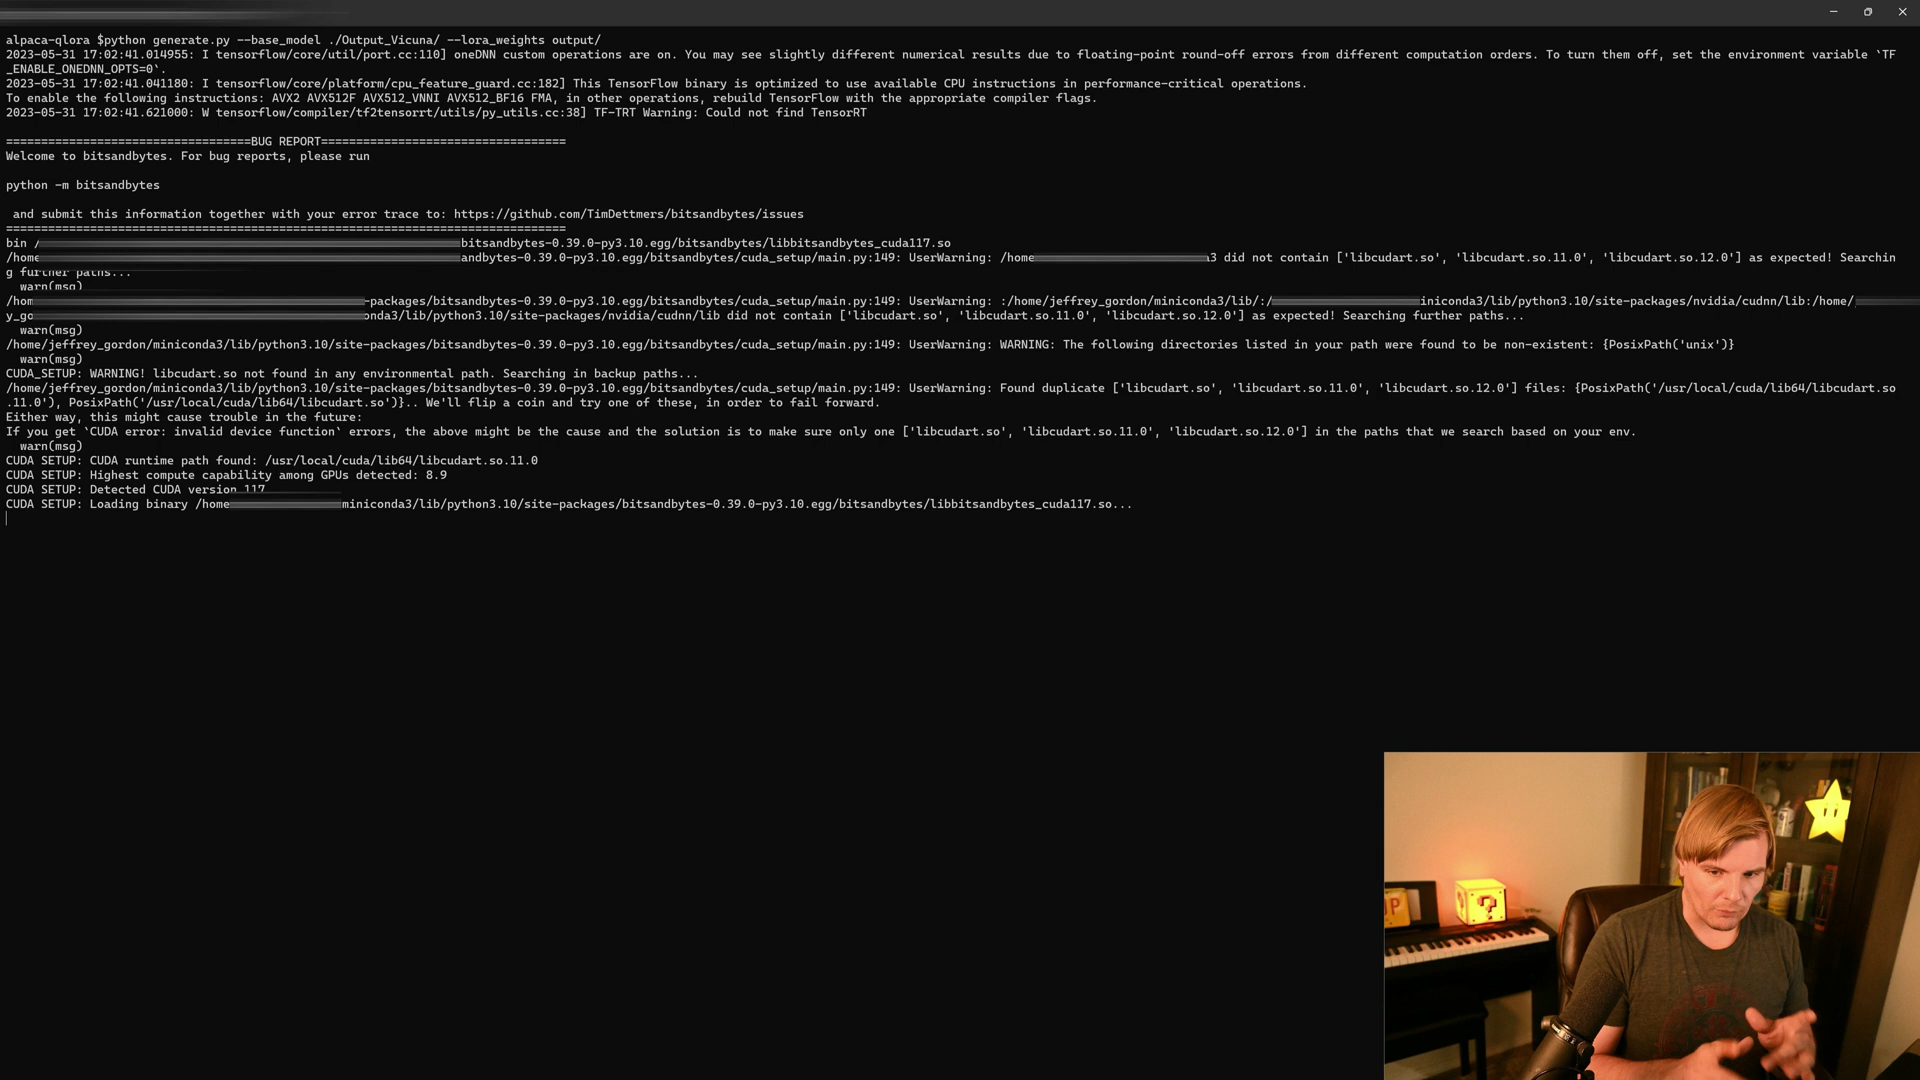 alpaca-qlora $python generate.py --base_model ./Output_Vicuna/ --lora_weights output/
2023-05-31 17:02:41.014955: I tensorflow/core/util/port.cc:110] oneDNN custom operations are on. You may see slightly different numerical results due to floating-point round-off errors from different computation orders. To turn them off, set the environment variable `TF
_ENABLE_ONEDNN_OPTS=0`.
2023-05-31 17:02:41.041180: I tensorflow/core/platform/cpu_feature_guard.cc:182] This TensorFlow binary is optimized to use available CPU instructions in performance-critical operations.
To enable the following instructions: AVX2 AVX512F AVX512_VNNI AVX512_BF16 FMA, in other operations, rebuild TensorFlow with the appropriate compiler flags.
2023-05-31 17:02:41.621000: W tensorflow/compiler/tf2tensorrt/utils/py_utils.cc:38] TF-TRT Warning: Could not find TensorRT
===================================BUG REPORT===================================
Welcome to bitsandbytes. For bug reports, please run
python -m bitsandbytes
and submit this information together with your error trace to: https://github.com/TimDettmers/bitsandbytes/issues
================================================================================
bin / bitsandbytes-0.39.0-py3.10.egg/bitsandbytes/libbitsandbytes_cuda117.so
/home andbytes-0.39.0-py3.10.egg/bitsandbytes/cuda_setup/main.py:149: UserWarning: /home 3 did not contain ['libcudart.so', 'libcudart.so.11.0', 'libcudart.so.12.0'] as expected! Searchin
g further paths...
warn(msg)
/hom -packages/bitsandbytes-0.39.0-py3.10.egg/bitsandbytes/cuda_setup/main.py:149: UserWarning: :/home/jeffrey_gordon/miniconda3/lib/:/ iniconda3/lib/python3.10/site-packages/nvidia/cudnn/lib:/home/
y_go nda3/lib/python3.10/site-packages/nvidia/cudnn/lib did not contain ['libcudart.so', 'libcudart.so.11.0', 'libcudart.so.12.0'] as expected! Searching further paths...
warn(msg)
/home/jeffrey_gordon/miniconda3/lib/python3.10/site-packages/bitsandbytes-0.39.0-py3.10.egg/bitsandbytes/cuda_setup/main.py:149: UserWarning: WARNING: The following directories listed in your path were found to be non-existent: {PosixPath('unix')}
warn(msg)
CUDA_SETUP: WARNING! libcudart.so not found in any environmental path. Searching in backup paths...
/home/jeffrey_gordon/miniconda3/lib/python3.10/site-packages/bitsandbytes-0.39.0-py3.10.egg/bitsandbytes/cuda_setup/main.py:149: UserWarning: Found duplicate ['libcudart.so', 'libcudart.so.11.0', 'libcudart.so.12.0'] files: {PosixPath('/usr/local/cuda/lib64/libcudart.so
.11.0'), PosixPath('/usr/local/cuda/lib64/libcudart.so')}.. We'll flip a coin and try one of these, in order to fail forward.
Either way, this might cause trouble in the future:
If you get `CUDA error: invalid device function` errors, the above might be the cause and the solution is to make sure only one ['libcudart.so', 'libcudart.so.11.0', 'libcudart.so.12.0'] in the paths that we search based on your env.
warn(msg)
CUDA SETUP: CUDA runtime path found: /usr/local/cuda/lib64/libcudart.so.11.0
CUDA SETUP: Highest compute capability among GPUs detected: 8.9
CUDA SETUP: Detected CUDA version 117
CUDA SETUP: Loading binary /home miniconda3/lib/python3.10/site-packages/bitsandbytes-0.39.0-py3.10.egg/bitsandbytes/libbitsandbytes_cuda117.so...
UP
?